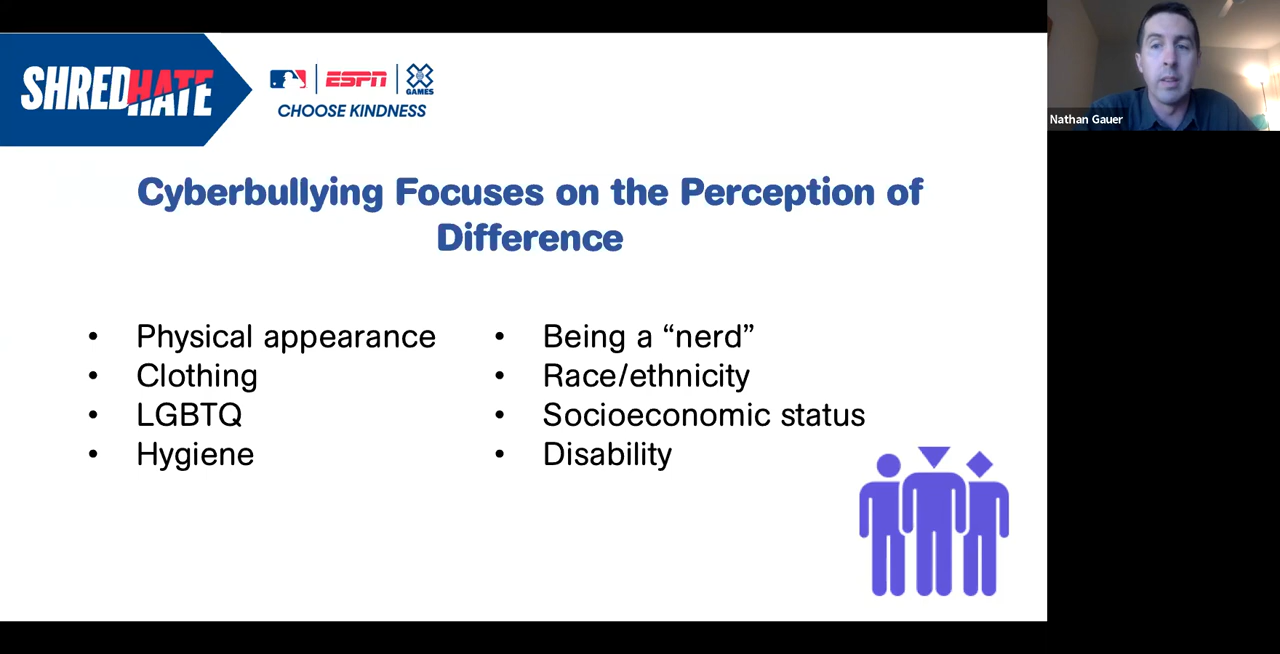 SHREDHATE
ESPN
X GAMES
CHOOSE KINDNESS
Nathan Gauer
Cyberbullying Focuses on the Perception of
Difference
• Physical appearance
• Clothing
• LGBTQ
• Hygiene
• Being a “nerd”
• Race/ethnicity
• Socioeconomic status
• Disability